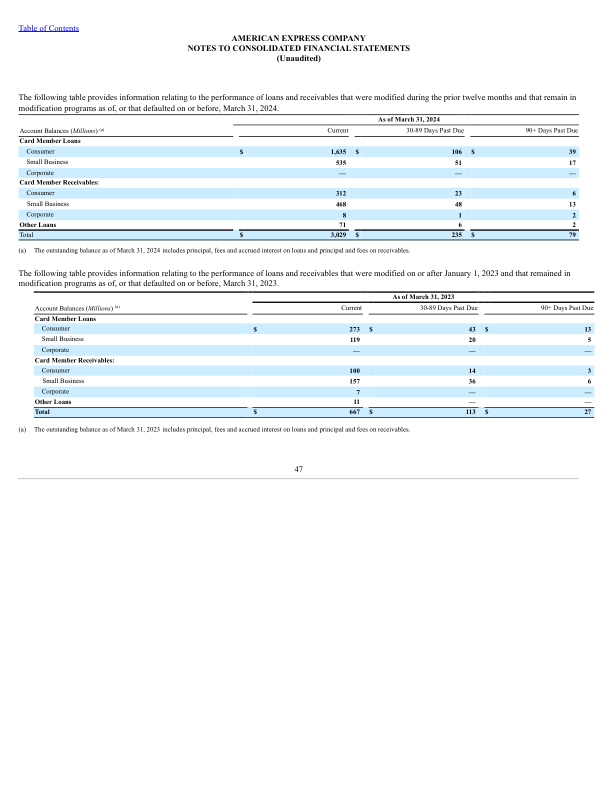 Table of Contents
AMERICAN EXPRESS COMPANY
NOTES TO CONSOLIDATED FINANCIAL STATEMENTS
(Unaudited)
The following table provides information relating to the performance of loans and receivables that were modified during the prior twelve months and that remain in
modification programs as of, or that defaulted on or before, March 31, 2024.
As of March 31, 2024
Account Balances (Millions) (a) Current 30-89 Days Past Due 90+ Days Past Due
Card Member Loans
Consumer $ 1,635 $ 106 $ 39
Small Business 535 51 17
Corporate — — —
Card Member Receivables:
Consumer 312 23 6
Small Business 468 48 13
Corporate 8 1 2
Other Loans 71 6 2
Total $ 3,029 $ 235 $ 79
(a) The outstanding balance as of March 31, 2024 includes principal, fees and accrued interest on loans and principal and fees on receivables.
The following table provides information relating to the performance of loans and receivables that were modified on or after January 1, 2023 and that remained in
modification programs as of, or that defaulted on or before, March 31, 2023.
As of March 31, 2023
Account Balances (Millions) (a) Current 30-89 Days Past Due 90+ Days Past Due
Card Member Loans
Consumer $ 273 $ 43 $ 13
Small Business 119 20 5
Corporate — — —
Card Member Receivables:
Consumer 100 14 3
Small Business 157 36 6
Corporate 7 — —
Other Loans 11 — —
Total $ 667 $ 113 $ 27
(a) The outstanding balance as of March 31, 2023 includes principal, fees and accrued interest on loans and principal and fees on receivables.
47